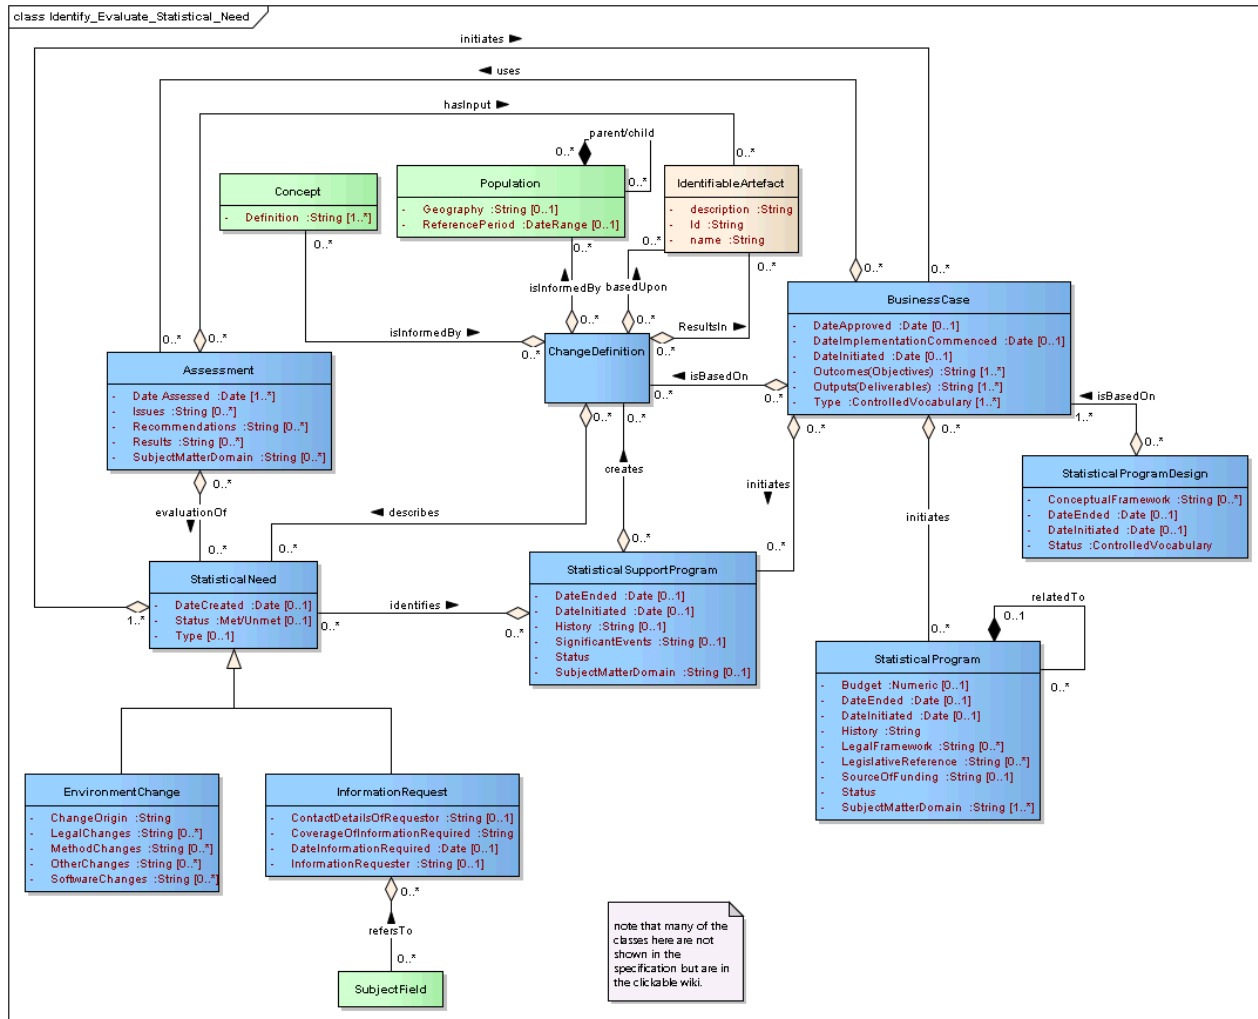 class Identify_Evaluate_Statistical_Need
initiates
uses
hasInput
parent/child
0..*
0..*
0..*
Concept
- Definition :String [1..*]
0..*
Population
- Geography :String [0..1]
- ReferencePeriod :DateRange [0..1]
0..*
IdentifiableArtefact
- description :String
- Id :String
- name :String
0..*
0..*
isInformedBy
basedUpon
0..*
0..*
isInformedBy
0..*
ChangeDefinition
ResultsIn
0..*
0..*
0..*
BusinessCase
- DateApproved :Date [0..1]
- DateImplementationCommenced :Date [0..1]
- DateInitiated :Date [0..1]
- Outcomes(Objectives) :String [1..*]
- Outputs(Deliverables) :String [1..*]
- Type :ControlledVocabulary [1..*]
isBasedOn
0..*
0..*
0..*
0..*
Assessment
- Date Assessed :Date [1..*]
- Issues :String [0..*]
- Recommendations :String [0..*]
- Results :String [0..*]
- SubjectMatterDomain :String [0..*]
0..*
evaluationOf
0..*
0..*
describes
0..*
creates
0..*
0..*
initiates
0..*
0..*
initiates
0..*
isBasedOn
1..*
0..*
StatisticalProgramDesign
- ConceptualFramework :String [0..*]
- DateEnded :Date [0..1]
- DateInitiated :Date [0..1]
- Status :ControlledVocabulary
StatisticalNeed
- DateCreated :Date [0..1]
- Status :Met/Unmet [0..1]
- Type [0..1]
1..*
0..*
identifies
0..*
StatisticalSupportProgram
- DateEnded :Date [0..1]
- DateInitiated :Date [0..1]
- History :String [0..1]
- SignificantEvents :String [0..1]
- Status
- SubjectMatterDomain :String [0..1]
relatedTo
0..1
0..*
StatisticalProgram
- Budget :Numeric [0..1]
- DateEnded :Date [0..1]
- DateInitiated :Date [0..1]
- History :String
- LegalFramework :String [0..*]
- LegislativeReference :String [0..*]
- SourceOfFunding :String [0..1]
- Status
- SubjectMatterDomain :String [1..*]
EnvironmentChange
- ChangeOrigin :String
- LegalChanges :String [0..*]
- MethodChanges :String [0..*]
- OtherChanges :String [0..*]
- SoftwareChanges :String [0..*]
InformationRequest
- ContactDetailsOfRequestor :String [0..1]
- CoverageOfInformationRequired :String
- DateInformationRequired :Date [0..1]
- InformationRequester :String [0..1]
0..*
refersTo
0..*
SubjectField
note that many of the
classes here are not
shown in the
specification but are in
the clickable wiki.